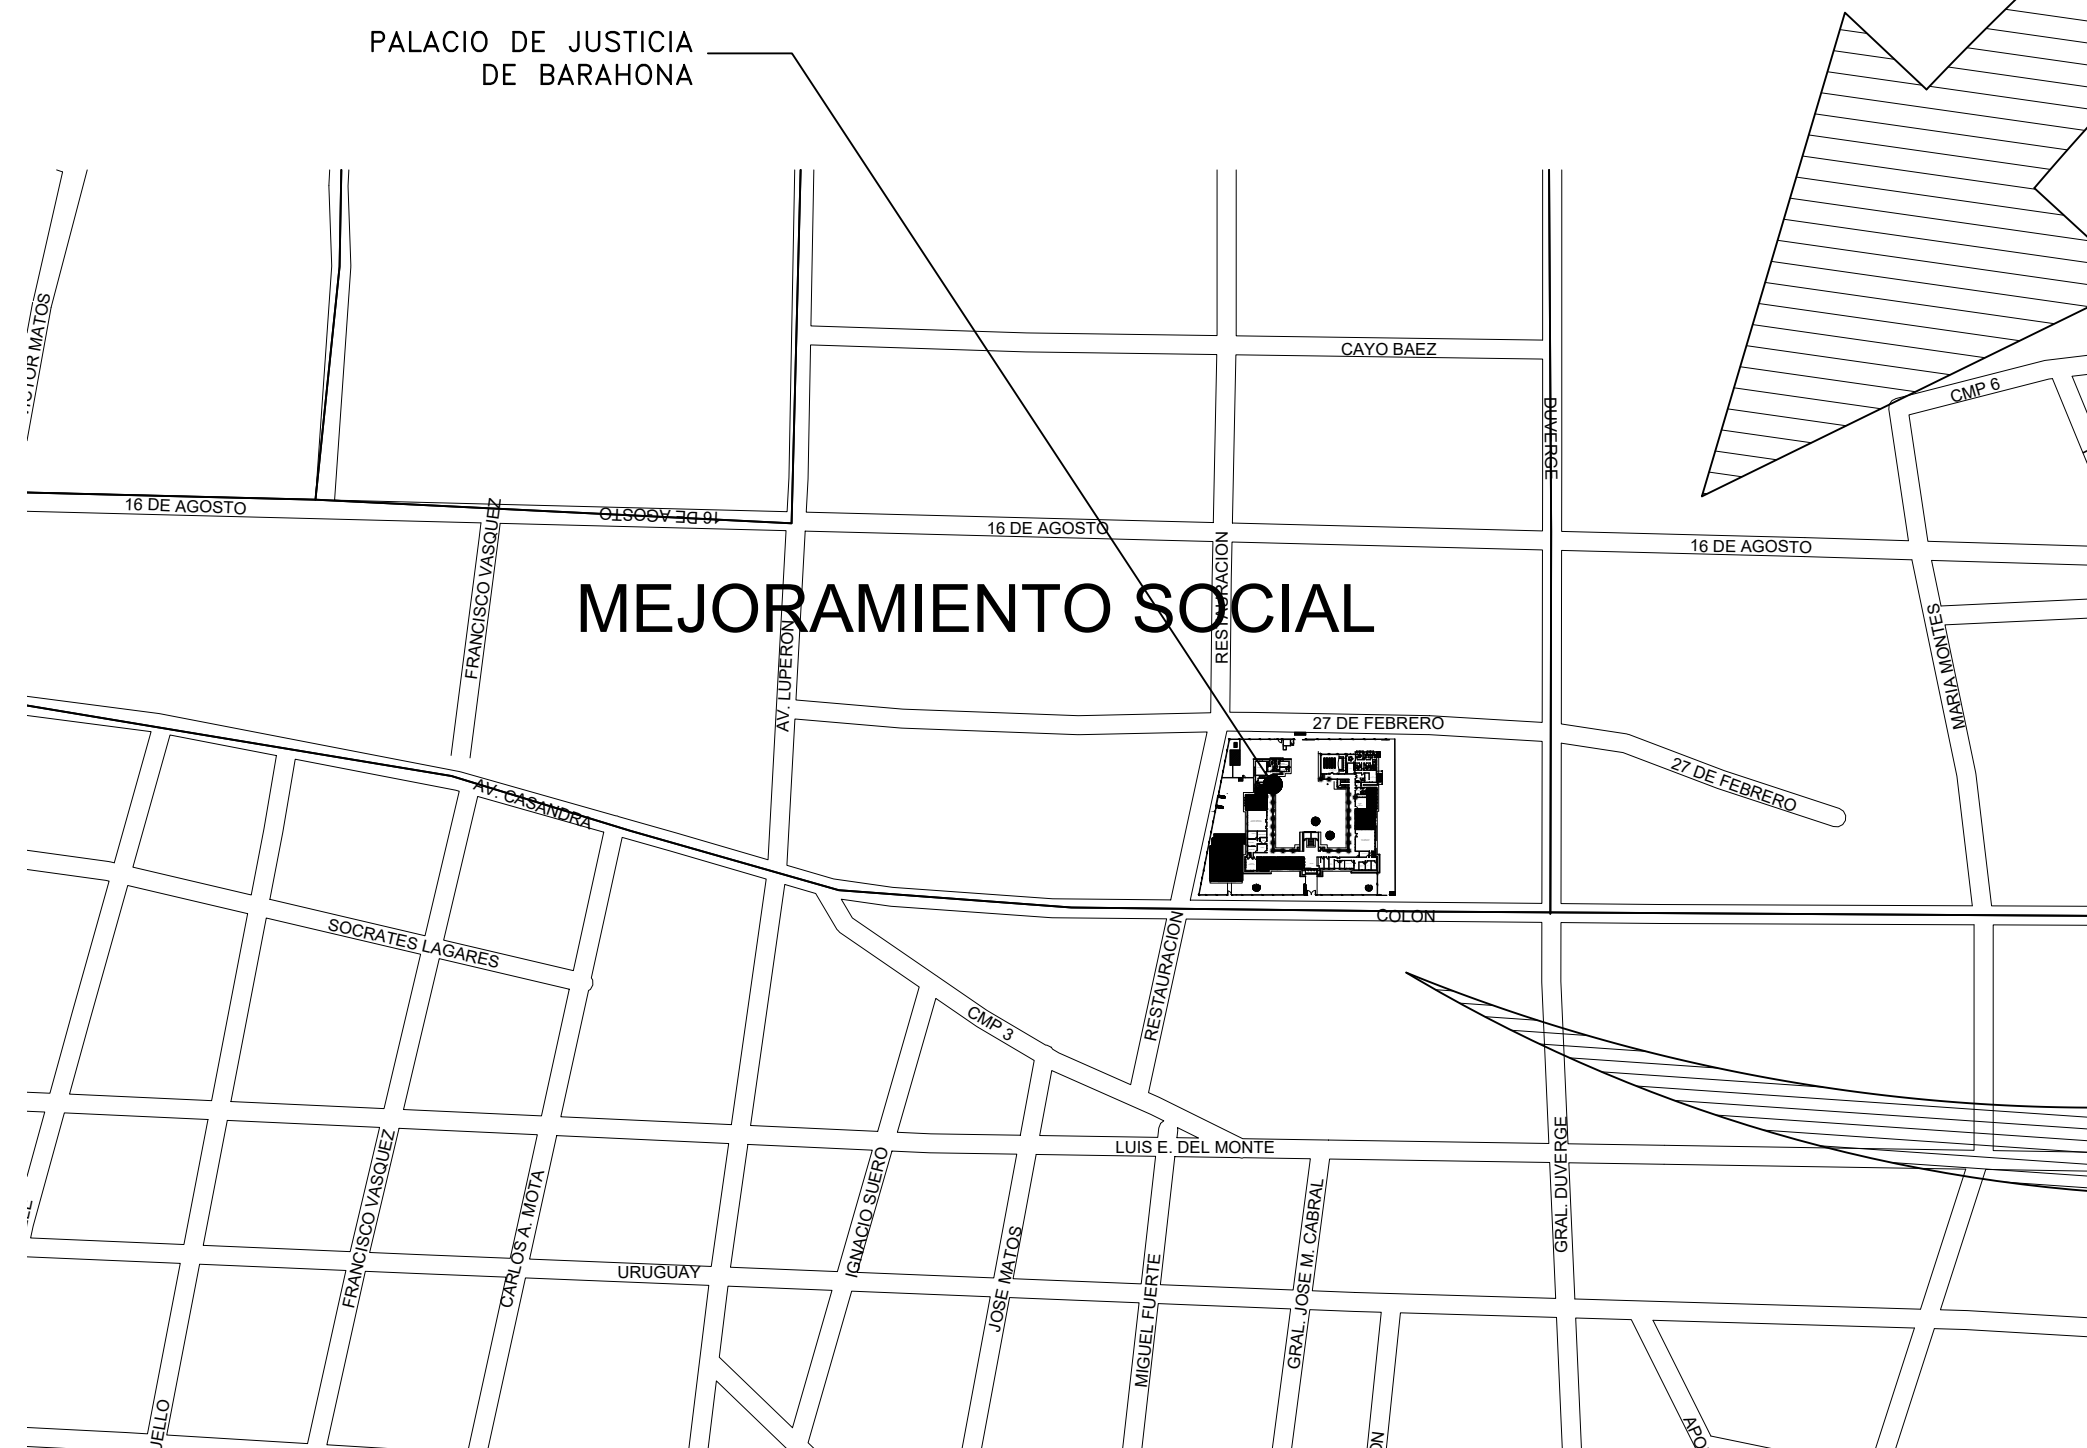 PALACIO DE JUSTICIA
DE BARAHONA
CAYO BAEZ
CMP 6
DUVERGE
16 DE AGOSTO
FRANCISCO VASQUEZ
16 DE AGOSTO
16 DE AGOSTO
RESTAURACION
16 DE AGOSTO
MEJORAMIENTO SOCIAL
AV. LUPERON
MARIA MONTES
27 DE FEBRERO
27 DE FEBRERO
AV. CASANDRA
COLON
SOCRATES LAGARES
RESTAURACION
CMP 3
LUIS E. DEL MONTE
GRAL. DUVERGE
FRANCISCO VASQUEZ
CARLOS A. MOTA
IGNACIO SUERO
JOSE MATOS
GRAL. JOSE M. CABRAL
MIGUEL FUERTE
URUGUAY